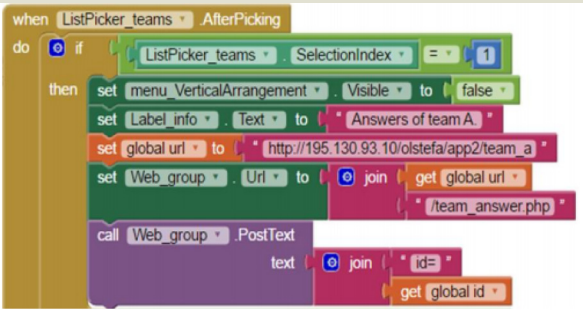 when ListPicker_teams .AfterPicking
do if ListPicker_teams . SelectionIndex = 1
then set menu_VerticalArrangement . Visible to false
set Label_info . Text to " Answers of team A. "
set global url to " http://195.130.93.10/olstefa/app2/team_a "
set Web_group . Url to join get global url
" /team_answer.php "
call Web_group .PostText
text join " id= "
get global id